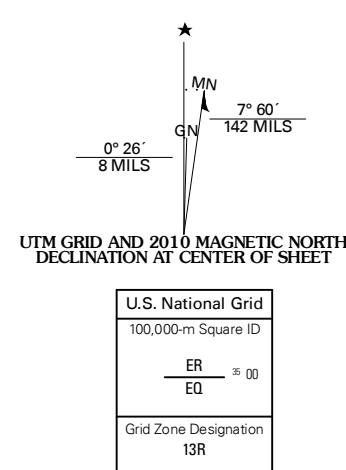 ★
MN
7° 60´
142 MILS
GN
0° 26´
8 MILS
UTM GRID AND 2010 MAGNETIC NORTH
DECLINATION AT CENTER OF SHEET
U.S. National Grid
100,000-m Square ID
ER
35 00
EQ
Grid Zone Designation
13R